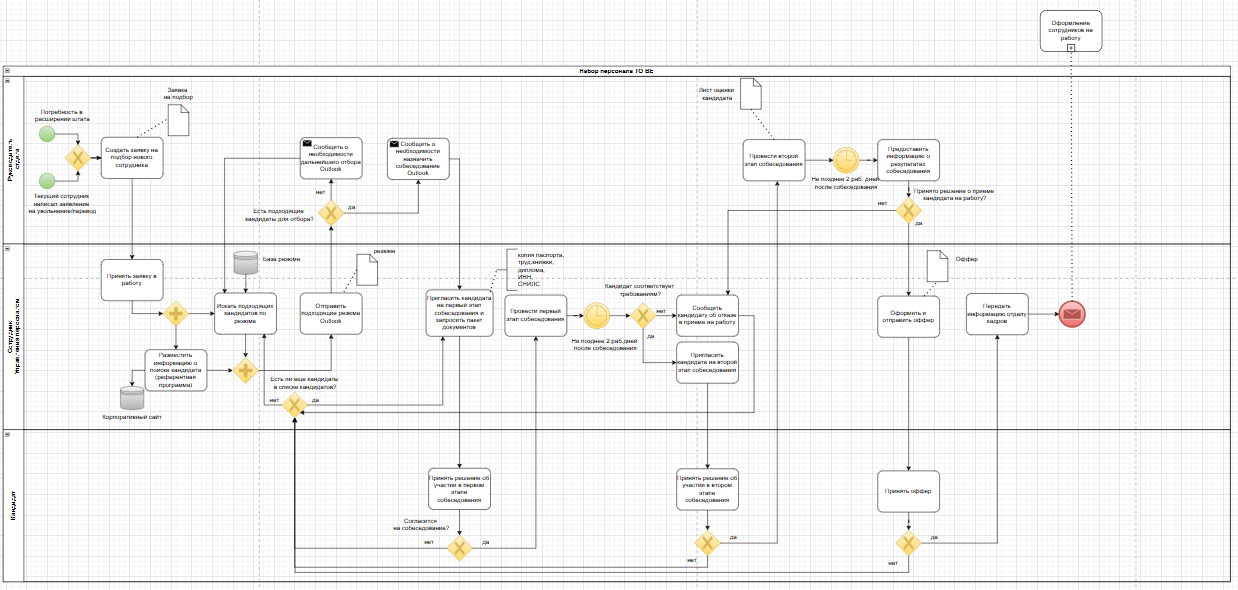 Оформление
сотрудников на
работу
Набор персонала TO BE
Руководитель
отдела
Потребность в
расширении штата
Заявка
на подбор
Создать заявку на
подбор нового
сотрудника
Текущий сотрудник
написал заявление
на увольнение/перевод
Сообщить о
необходимости
дальнейшего отбора
Outlook
Сообщить о
необходимости
назначить
собеседование
Outlook
нет
да
Есть подходящие
кандидаты для отбора?
Лист оценки
кандидата
Провести второй
этап собеседования
Не позднее 2 раб. дней
после собеседования
Предоставить
информацию о
результатах
собеседования
Принято решение о приеме
кандидата на работу?
нет
да
Сотрудник
Управления персоналом
Принять заявку в
работу
База резюме
резюме
Искать подходящих
кандидатов по
резюме
Отправить
подходящие резюме
Outlook
Разместить
информацию о
поиске кандидата
(референтная
программа)
Корпоративный сайт
Есть ли еще кандидаты
в списке кандидатов?
нет
да
Пригласить кандидата
на первый этап
собеседования и
запросить пакет
документов
копия паспорта,
труд.книжки,
диплома,
ИНН,
СНИЛС
Провести первый
этап собеседования
Не позднее 2 раб.дней
после собеседования
Кандидат соответствует
требованиям?
нет
да
Сообщить
кандидату об отказе
в приеме на работу
Пригласить
кандидата на второй
этап собеседования
Оффер
Оформить и
отправить оффер
Передать
информацию отделу
кадров
Кандидат
Принять решение об
участии в первом
этапе
собеседования
Согласится
на собеседование?
нет
да
Принять решение об
участии в втором
этапе
собеседования
да
нет
Принять оффер
да
нет